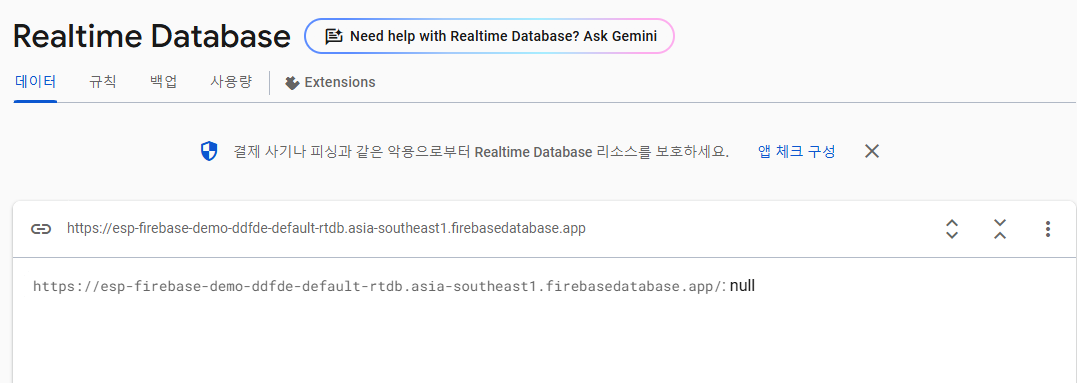 Realtime Database
Need help with Realtime Database? Ask Gemini
데이터 규칙 백업 사용량 Extensions
결제 사기나 피싱과 같은 악용으로부터 Realtime Database 리소스를 보호하세요. 앱 체크 구성
https://esp-firebase-demo-ddfde-default-rtdb.asia-southeast1.firebasedatabase.app
https://esp-firebase-demo-ddfde-default-rtdb.asia-southeast1.firebasedatabase.app/: null